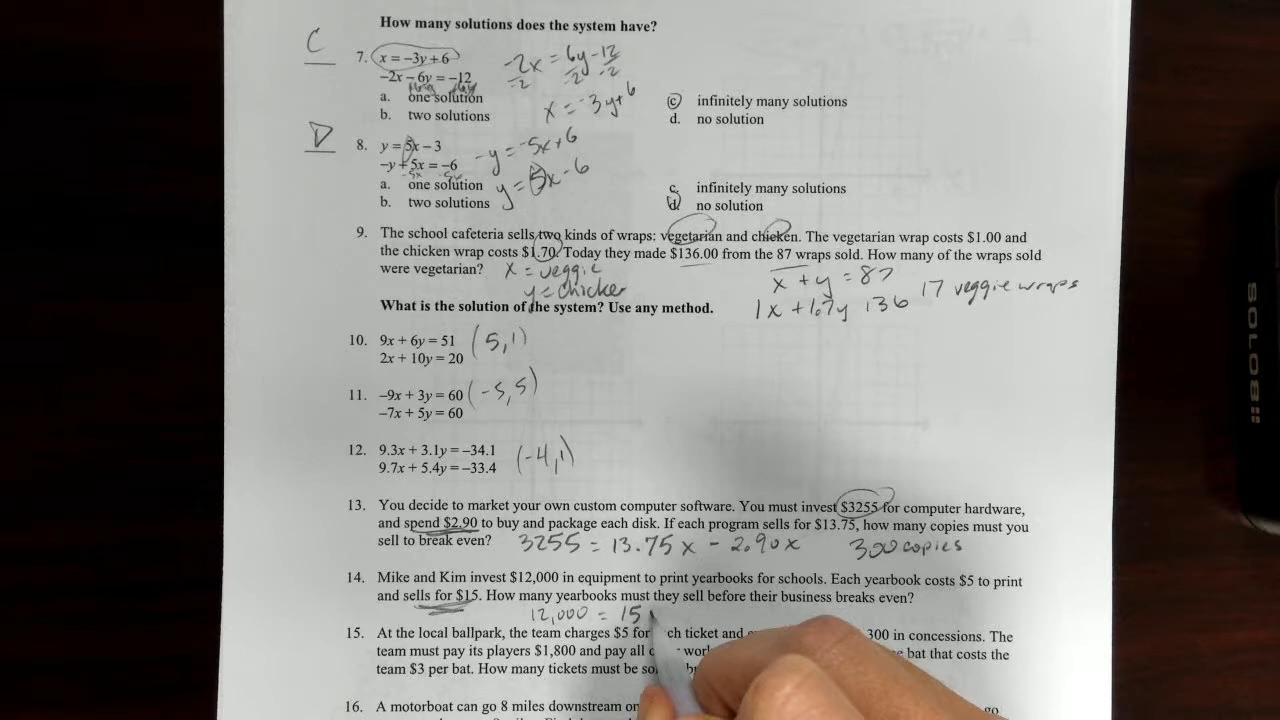 How many solutions does the system have?
C 7. x = −3y + 6 -2x = 6y - 12
−2x − 6y = −12 -2 -2 -2
a. one solution x = -3y + 6 c infinitely many solutions
b. two solutions d. no solution
D 8. y = 5x − 3 -y = -5x + 6
−y + 5x = −6 y = 5x - 6
-5x -5x
a. one solution c. infinitely many solutions
b. two solutions d. no solution
9. The school cafeteria sells two kinds of wraps: vegetarian and chicken. The vegetarian wrap costs $1.00 and
the chicken wrap costs $1.70. Today they made $136.00 from the 87 wraps sold. How many of the wraps sold
were vegetarian? x = veggie x + y = 87
y = chicken 1x + 1.7y 136 17 veggie wraps
What is the solution of the system? Use any method.
10. 9x + 6y = 51 (5,1)
2x + 10y = 20
11. −9x + 3y = 60 (-5,5)
−7x + 5y = 60
12. 9.3x + 3.1y = −34.1 (-4,1)
9.7x + 5.4y = −33.4
13. You decide to market your own custom computer software. You must invest $3255 for computer hardware,
and spend $2.90 to buy and package each disk. If each program sells for $13.75, how many copies must you
sell to break even? 3255 = 13.75x - 2.90x 300 copies
14. Mike and Kim invest $12,000 in equipment to print yearbooks for schools. Each yearbook costs $5 to print
and sells for $15. How many yearbooks must they sell before their business breaks even?
12,000 = 15
15. At the local ballpark, the team charges $5 for ch ticket and 300 in concessions. The
team must pay its players $1,800 and pay all bat that costs the
team $3 per bat. How many tickets must be
16. A motorboat can go 8 miles downstream on
SOLO8